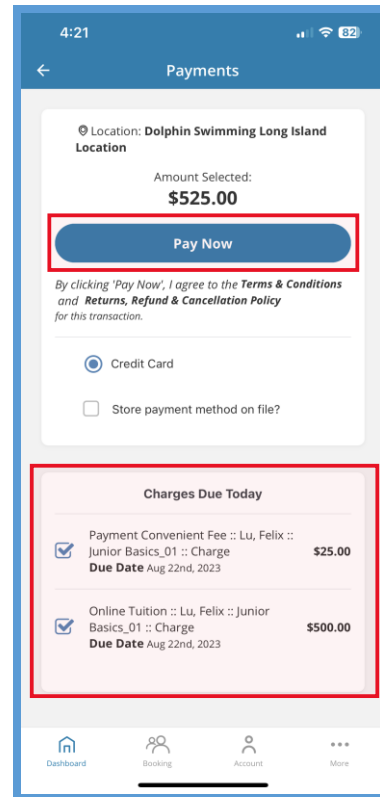 4:21
82
Payments
Location: Dolphin Swimming Long Island
Location
Amount Selected:
$525.00
Pay Now
By clicking 'Pay Now', I agree to the Terms & Conditions
and Returns, Refund & Cancellation Policy
for this transaction.
Credit Card
Store payment method on file?
Charges Due Today
Payment Convenient Fee :: Lu, Felix ::
Junior Basics_01 :: Charge $25.00
Due Date Aug 22nd, 2023
Online Tuition :: Lu, Felix :: Junior
Basics_01 :: Charge $500.00
Due Date Aug 22nd, 2023
Dashboard Booking Account More